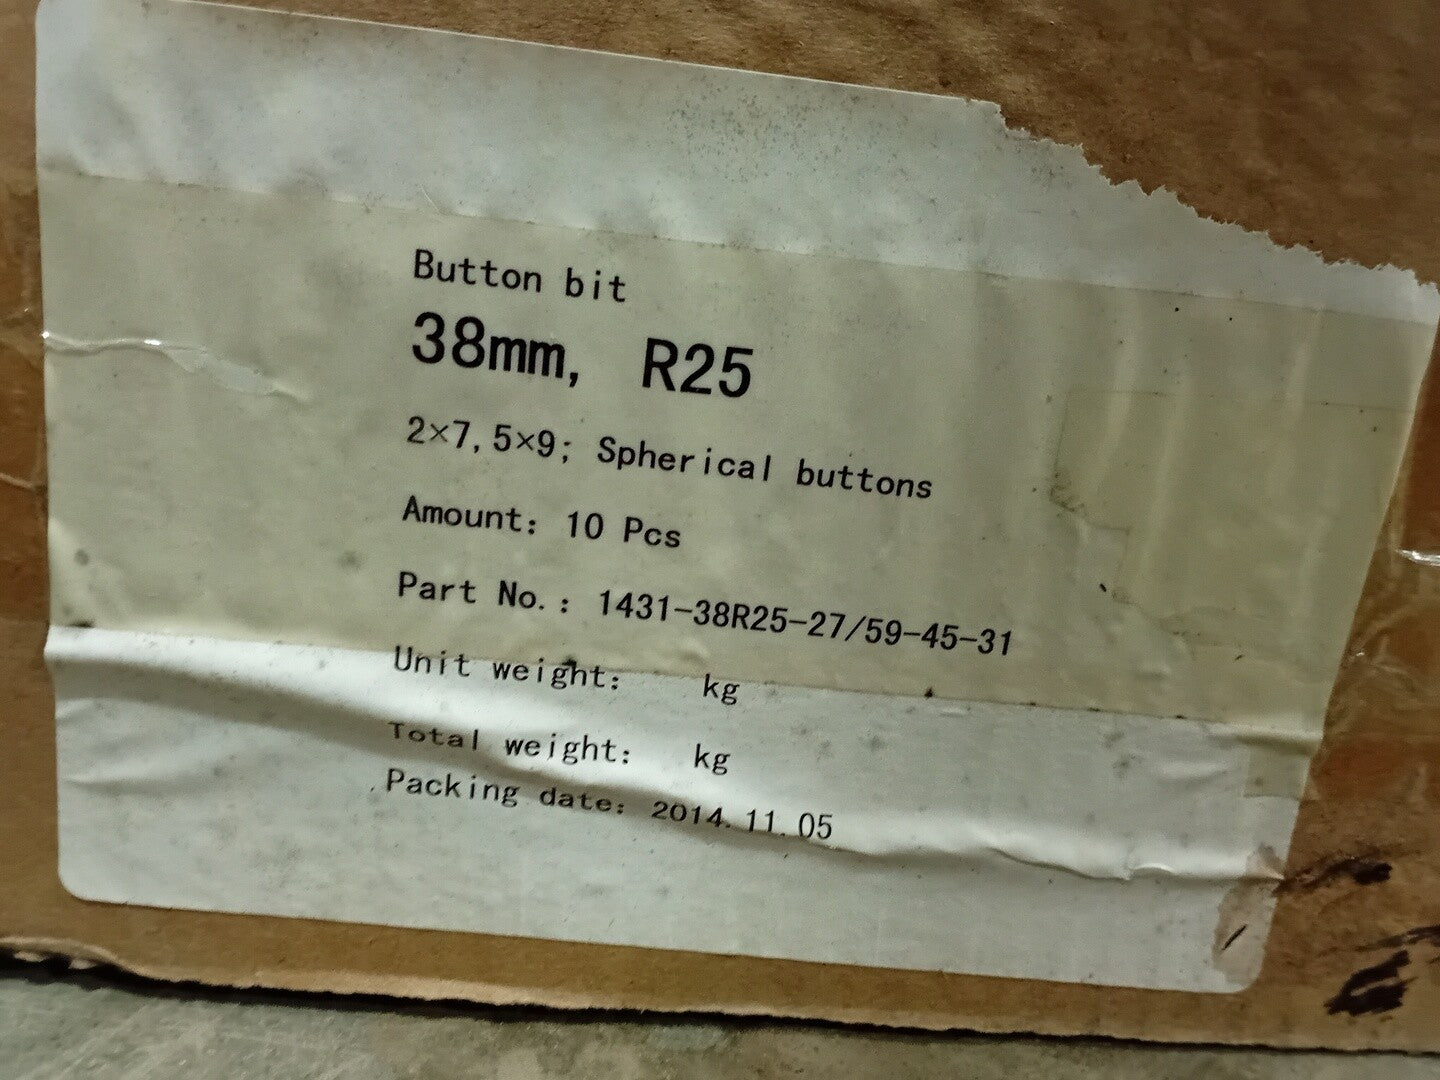 Button bit
38mm, R25
2×7,5×9; Spherical buttons
Amount: 10 Pcs
Part No.: 1431-38R25-27/59-45-31
Unit weight: kg
Total weight: kg
Packing date: 2014.11.05